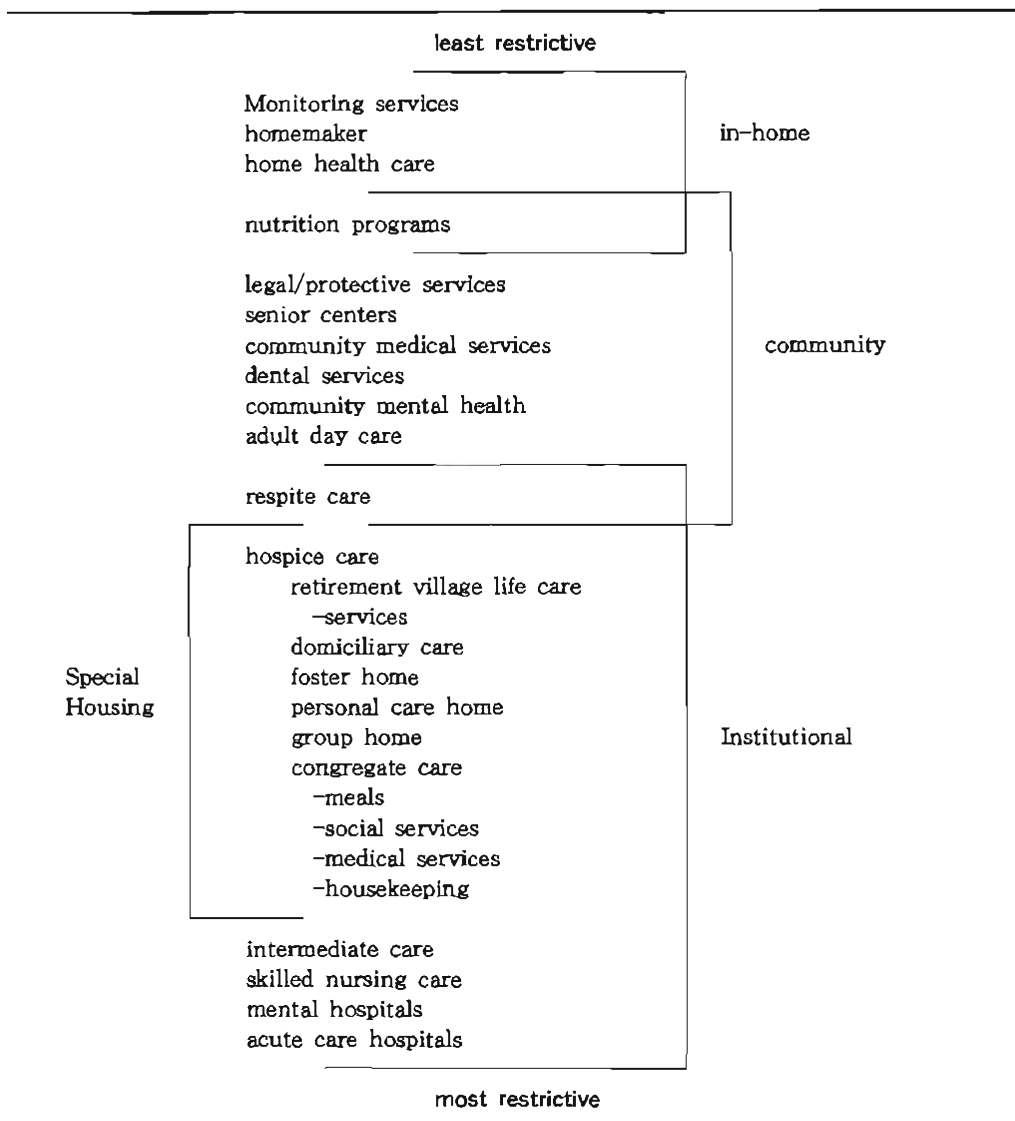 least restrictive
Monitoring services
homemaker
home health care
in-home
nutrition programs
legal/protective services
senior centers
community medical services
dental services
community mental health
adult day care
community
respite care
hospice care
retirement village life care
-services
domiciliary care
foster home
personal care home
group home
congregate care
-meals
-social services
-medical services
-housekeeping
Special
Housing
Institutional
intermediate care
skilled nursing care
mental hospitals
acute care hospitals
most restrictive